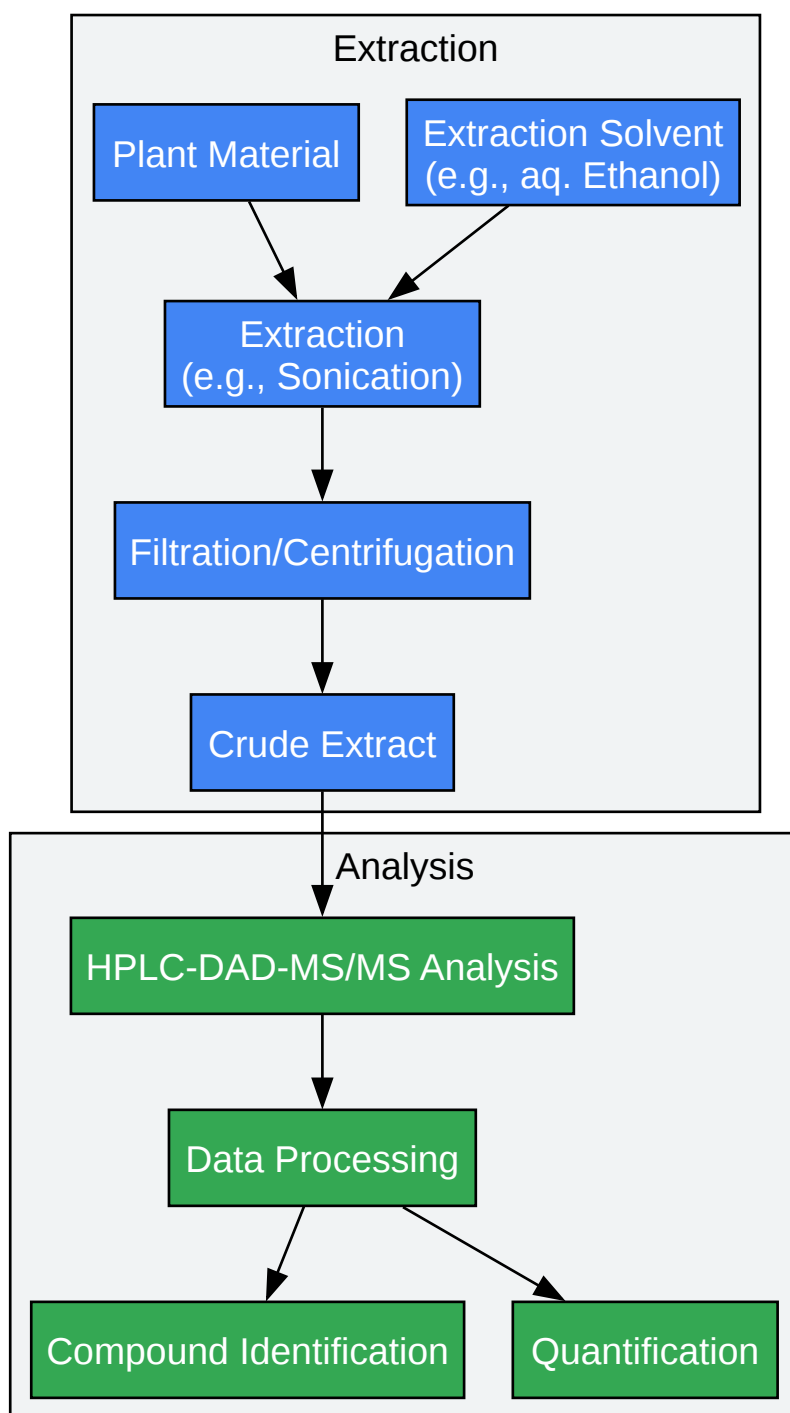 Extraction
Plant Material
Extraction Solvent
(e.g., aq. Ethanol)
Extraction
(e.g., Sonication)
Filtration/Centrifugation
Crude Extract
Analysis
HPLC-DAD-MS/MS Analysis
Data Processing
Compound Identification
Quantification